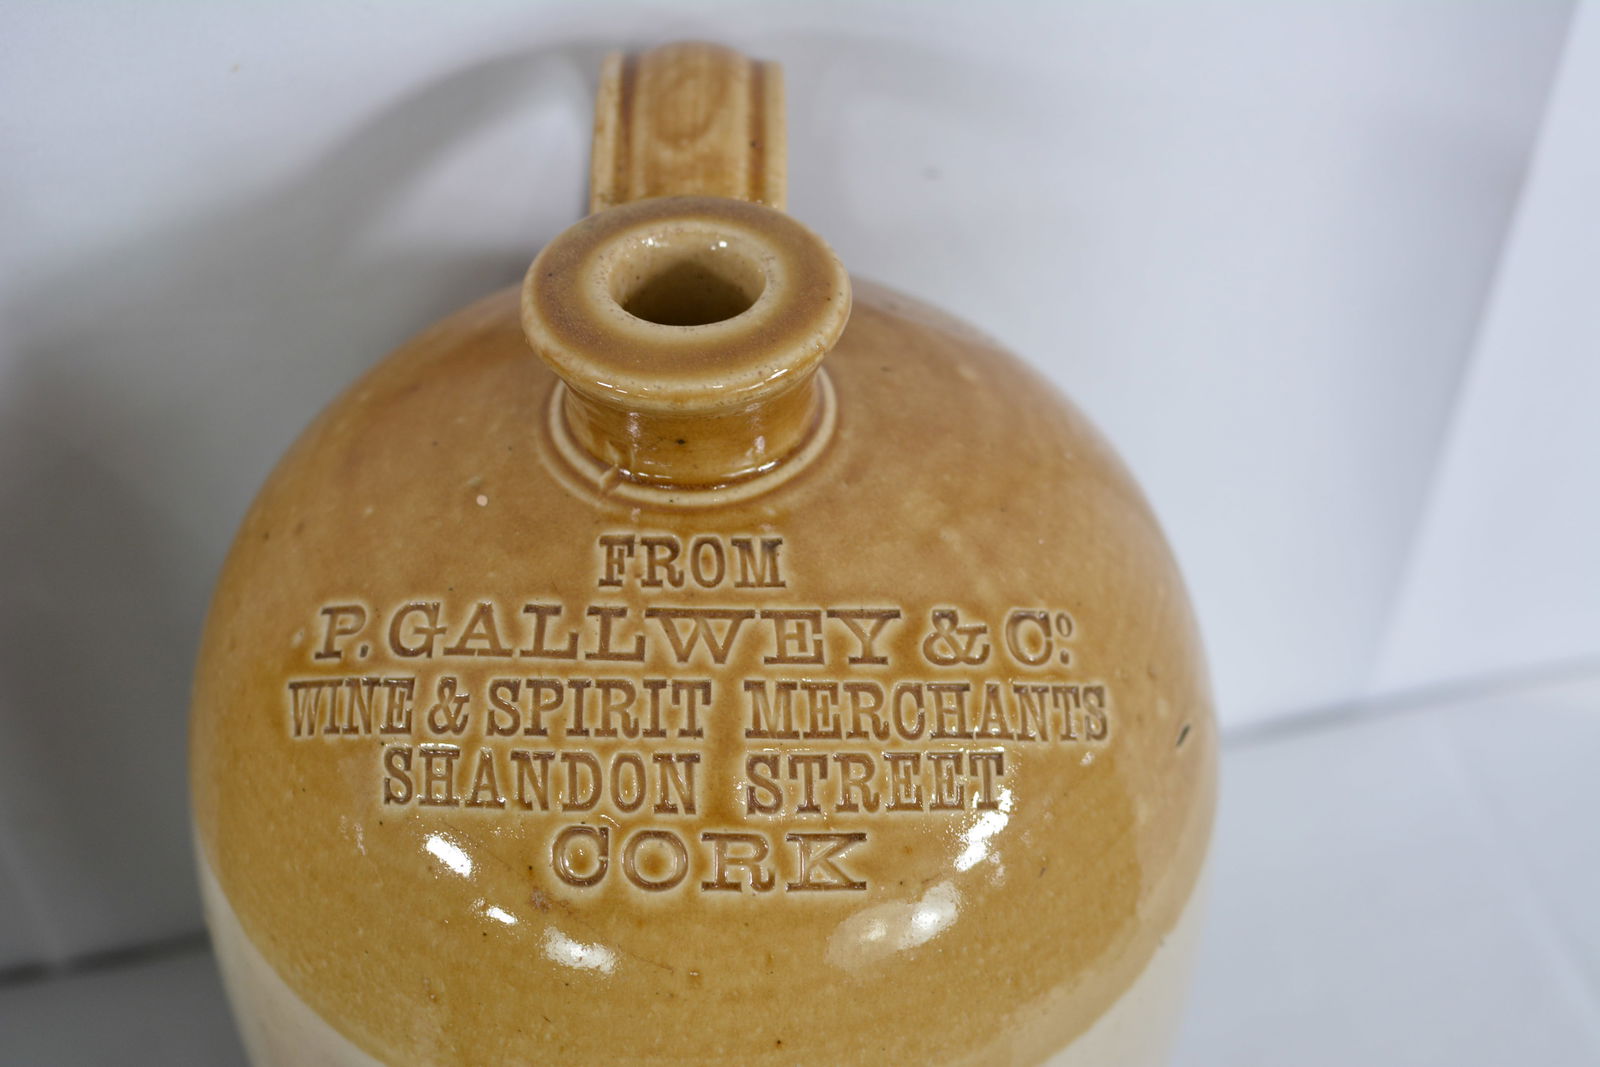 FROM
P. GALLWEY & Co.
WINE & SPIRIT MERCHANTS
SHANDON STREET
CORK